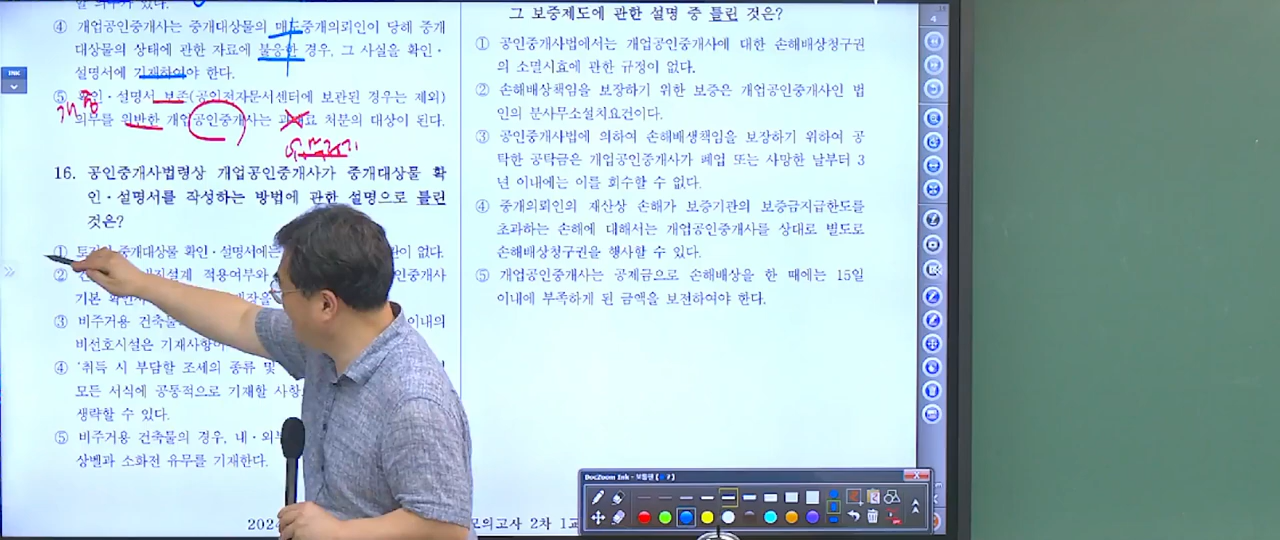 ④ 개업공인중개사는 중개대상물의 매도중개의뢰인이 당해 중개
대상물의 상태에 관한 자료에 불응한 경우, 그 사실을 확인·
설명서에 기재하여야 한다.
⑤ 확인·설명서 보존(공인전자문서센터에 보관된 경우는 제외)
의무를 위반한 개업공인중개사는 과태료 처분의 대상이 된다.
16. 공인중개사법령상 개업공인중개사가 중개대상물 확
인·설명서를 작성하는 방법에 관한 설명으로 틀린
것은?
① 토지 중개대상물 확인·설명서에는 란이 없다.
② 내진설계 적용여부와 인중개사
기본 확인
③ 비주거용 건축물 이내의
비선호시설은 기재사항이
④ '취득 시 부담할 조세의 종류 및
모든 서식에 공통적으로 기재할 사항
생략할 수 있다.
⑤ 비주거용 건축물의 경우, 내·외부
상벨과 소화전 유무를 기재한다.
2024 모의고사 2차 1교
그 보증제도에 관한 설명 중 틀린 것은?
① 공인중개사법에서는 개업공인중개사에 대한 손해배상청구권
의 소멸시효에 관한 규정이 없다.
② 손해배상책임을 보장하기 위한 보증은 개업공인중개사인 법
인의 분사무소설치요건이다.
③ 공인중개사법에 의하여 손해배생책임을 보장하기 위하여 공
탁한 공탁금은 개업공인중개사가 폐업 또는 사망한 날부터 3
년 이내에는 이를 회수할 수 없다.
④ 중개의뢰인의 재산상 손해가 보증기관의 보증금지급한도를
초과하는 손해에 대해서는 개업공인중개사를 상대로 별도로
손해배상청구권을 행사할 수 있다.
⑤ 개업공인중개사는 공제금으로 손해배상을 한 때에는 15일
이내에 부족하게 된 금액을 보전하여야 한다.
4
INK
DocZoom Ink - 보통펜